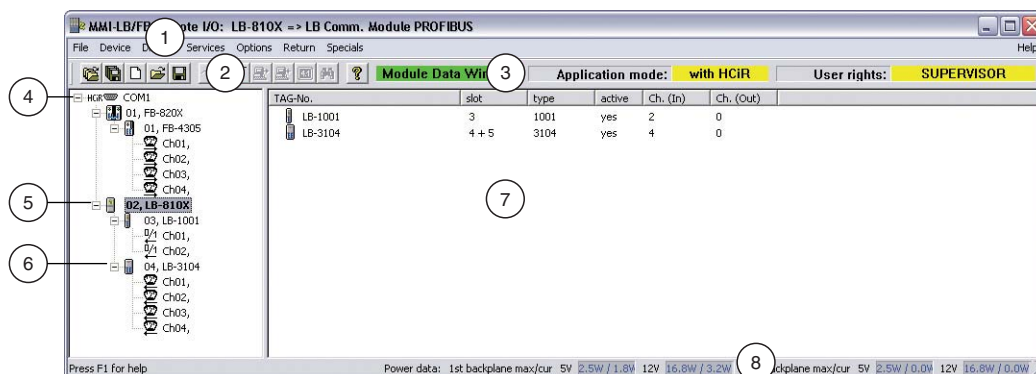 MMI-LB/FB I/O: LB-810X => LB Comm. Module PROFIBUS
File Device Services Options Return Specials Help
1
2
3
Module Data Application mode: with HCiR User rights: SUPERVISOR
4
HGR COM1
01, FB-820X
01, FB-4305
Ch01,
Ch02,
Ch03,
Ch04,
5
02, LB-810X
03, LB-1001
Ch01,
Ch02,
6
04, LB-3104
Ch01,
Ch02,
Ch03,
Ch04,
TAG-No. slot type active Ch. (In) Ch. (Out)
LB-1001 3 1001 yes 2 0
LB-3104 4 + 5 3104 yes 4 0
7
8
Press F1 for help
Power data: 1st backplane max/cur 5V 2.5W / 1.8W 12V 16.8W / 3.2W max/cur 5V 2.5W / 0.0W 12V 16.8W / 0.0W